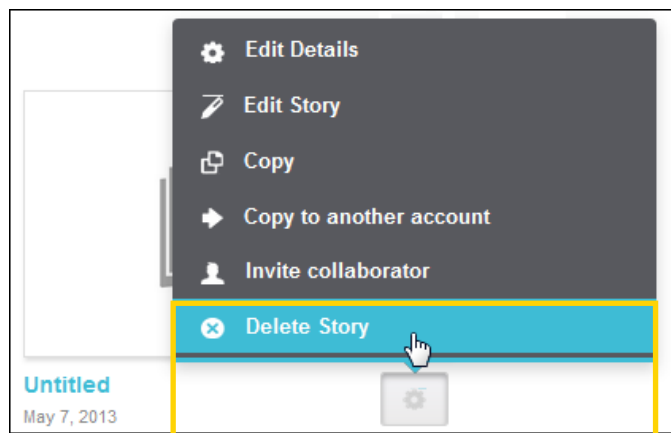 Edit Details
Edit Story
Copy
Copy to another account
Invite collaborator
Delete Story
Untitled
May 7, 2013